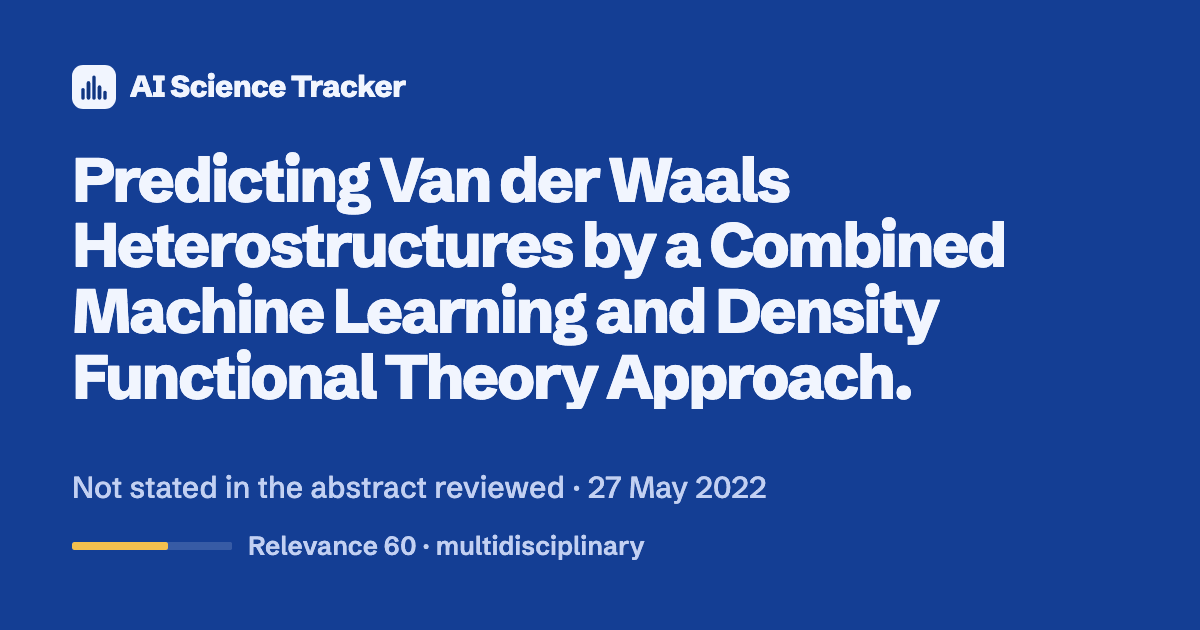 AI Science Tracker
Predicting Van der Waals
Heterostructures by a Combined
Machine Learning and Density
Functional Theory Approach.
Not stated in the abstract reviewed · 27 May 2022
Relevance 60 · multidisciplinary